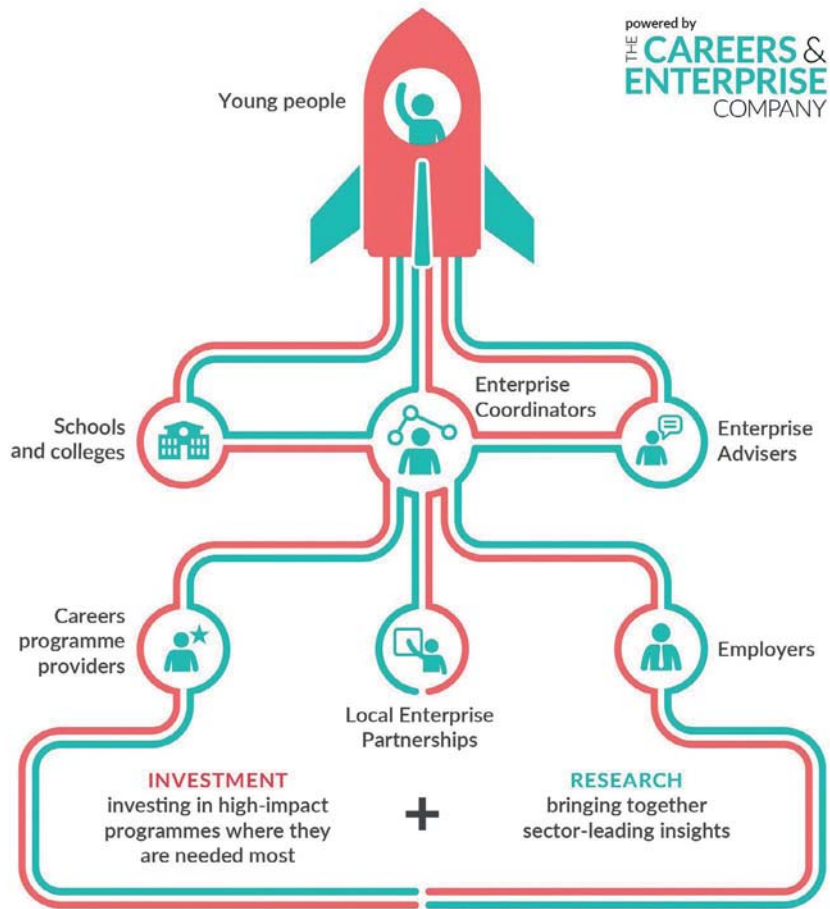 powered by
THE CAREERS &
ENTERPRISE
COMPANY
Young people
Enterprise
Coordinators
Schools
and colleges
Enterprise
Advisers
Careers
programme
providers
Employers
Local Enterprise
Partnerships
INVESTMENT
investing in high-impact
programmes where they
are needed most
+
RESEARCH
bringing together
sector-leading insights